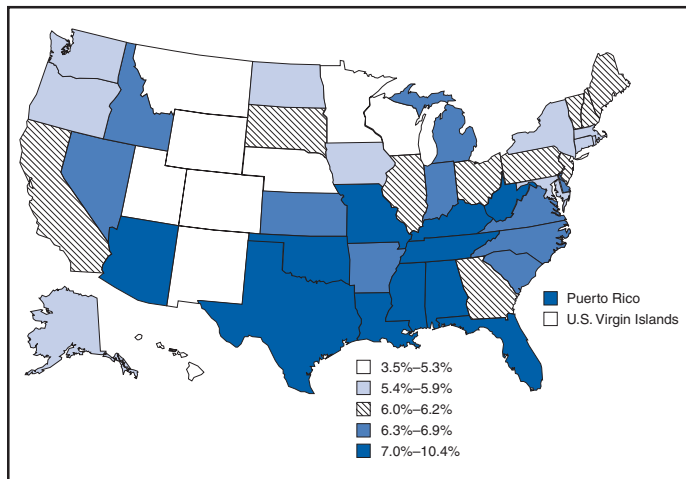 Puerto Rico
U.S. Virgin Islands
3.5%–5.3%
5.4%–5.9%
6.0%–6.2%
6.3%–6.9%
7.0%–10.4%